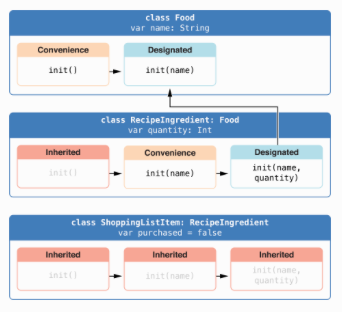 class Food
var name: String
Convenience
Designated
init()
init(name)
class RecipeIngredient: Food
var quantity: Int
Inherited
Convenience
Designated
init()
init(name)
init(name,
quantity)
class ShoppingListItem: RecipeIngredient
var purchased = false
Inherited
Inherited
Inherited
init()
init(name)
init(name,
quantity)